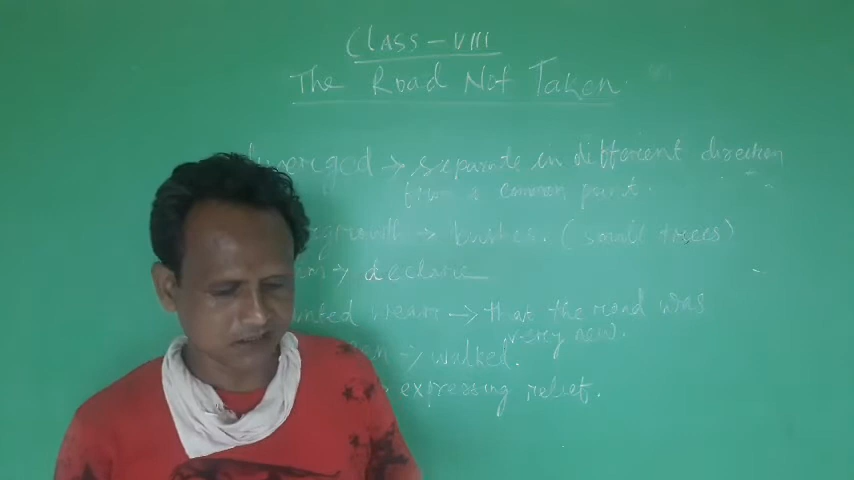 CLASS - VIII
The Road Not Taken
→ separate in different direction
from a common point.
→ bushes. (small trees)
→ declare
wear → that the road was
very new.
→ walked.
expressing relief.